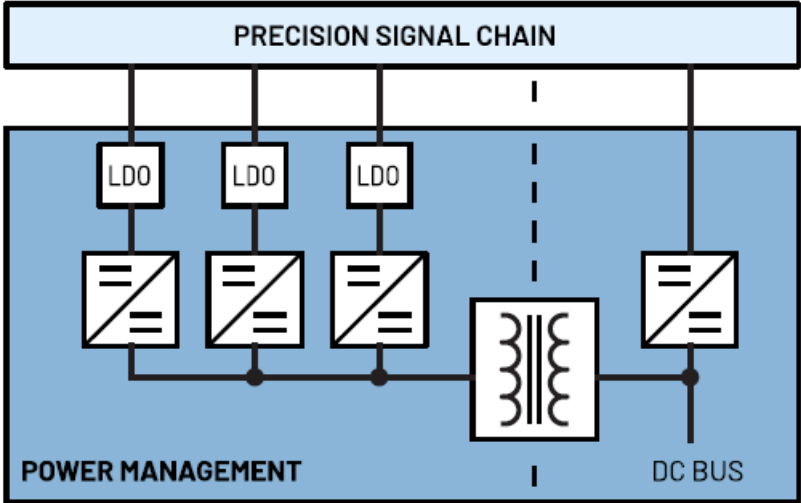 PRECISION SIGNAL CHAIN
LDO
LDO
LDO
POWER MANAGEMENT
DC BUS